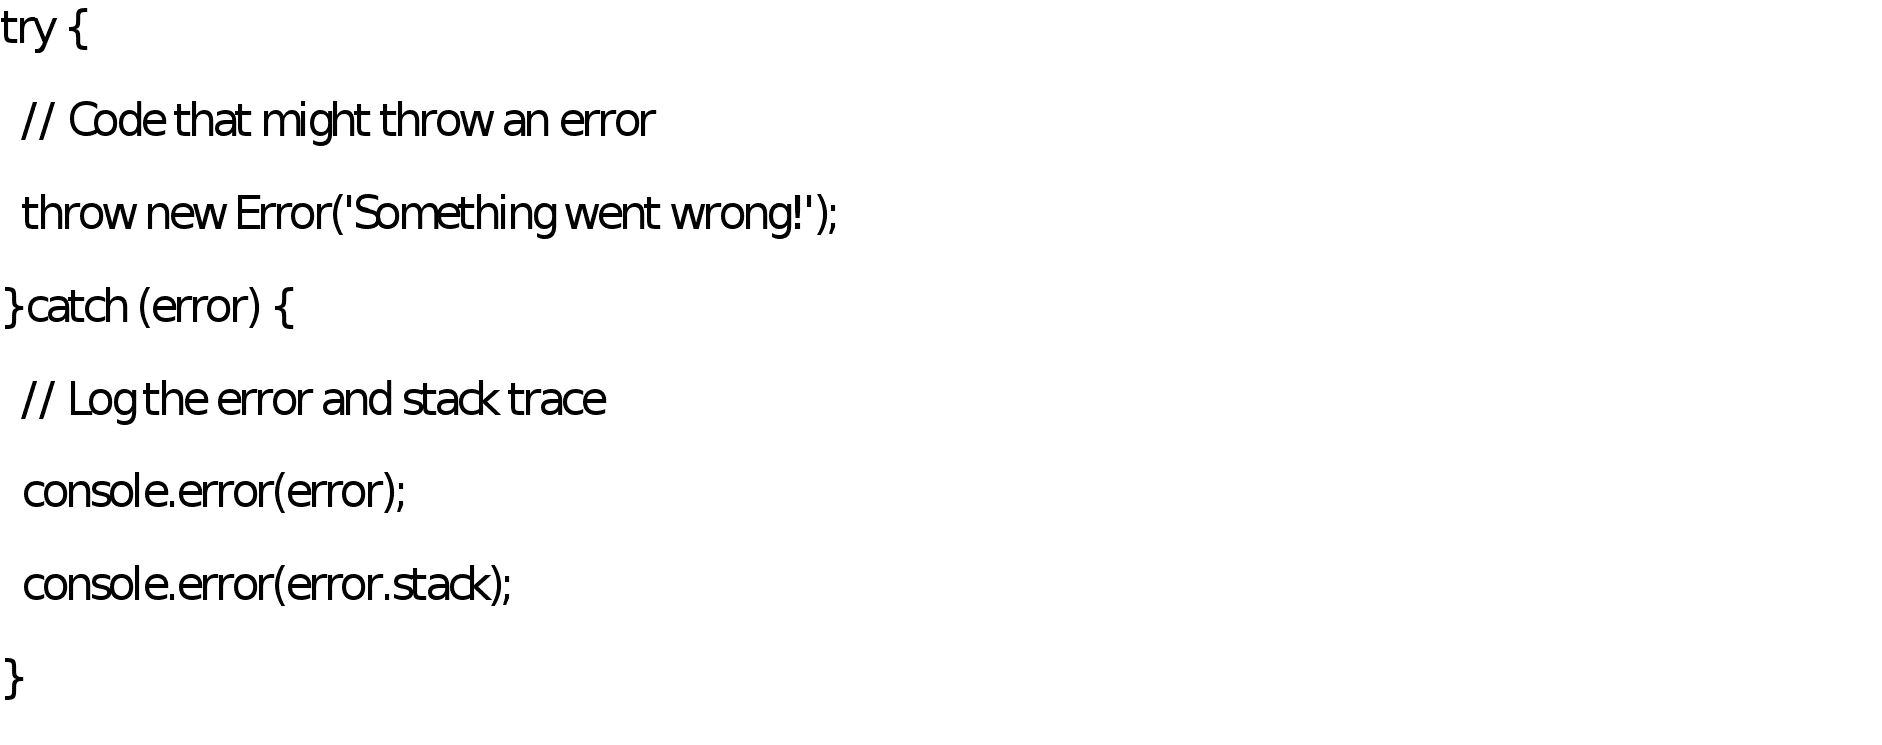 try {
  // Code that might throw an error
  throw new Error('Something went wrong!');
} catch (error) {
  // Log the error and stack trace
  console.error(error);
  console.error(error.stack);
}